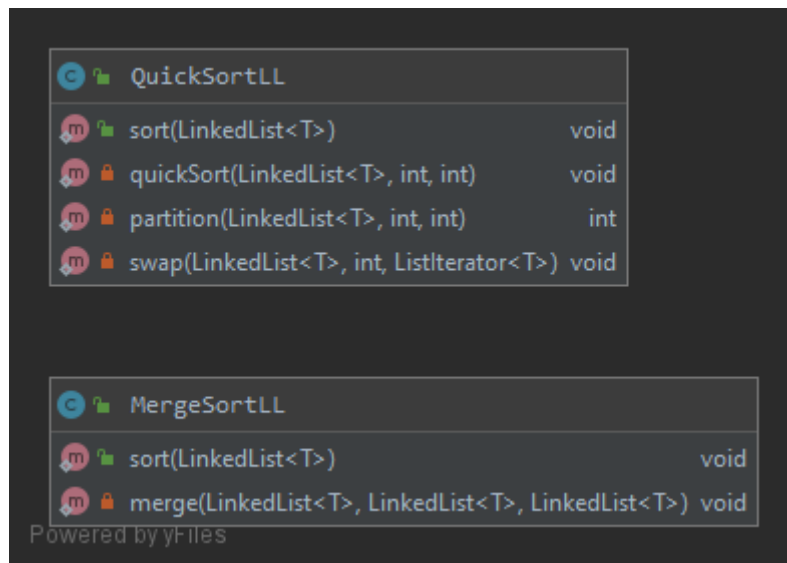 QuickSortLL
sort(LinkedList<T>) void
quickSort(LinkedList<T>, int, int) void
partition(LinkedList<T>, int, int) int
swap(LinkedList<T>, int, ListIterator<T>) void
MergeSortLL
sort(LinkedList<T>) void
merge(LinkedList<T>, LinkedList<T>, LinkedList<T>) void
Powered by yFiles